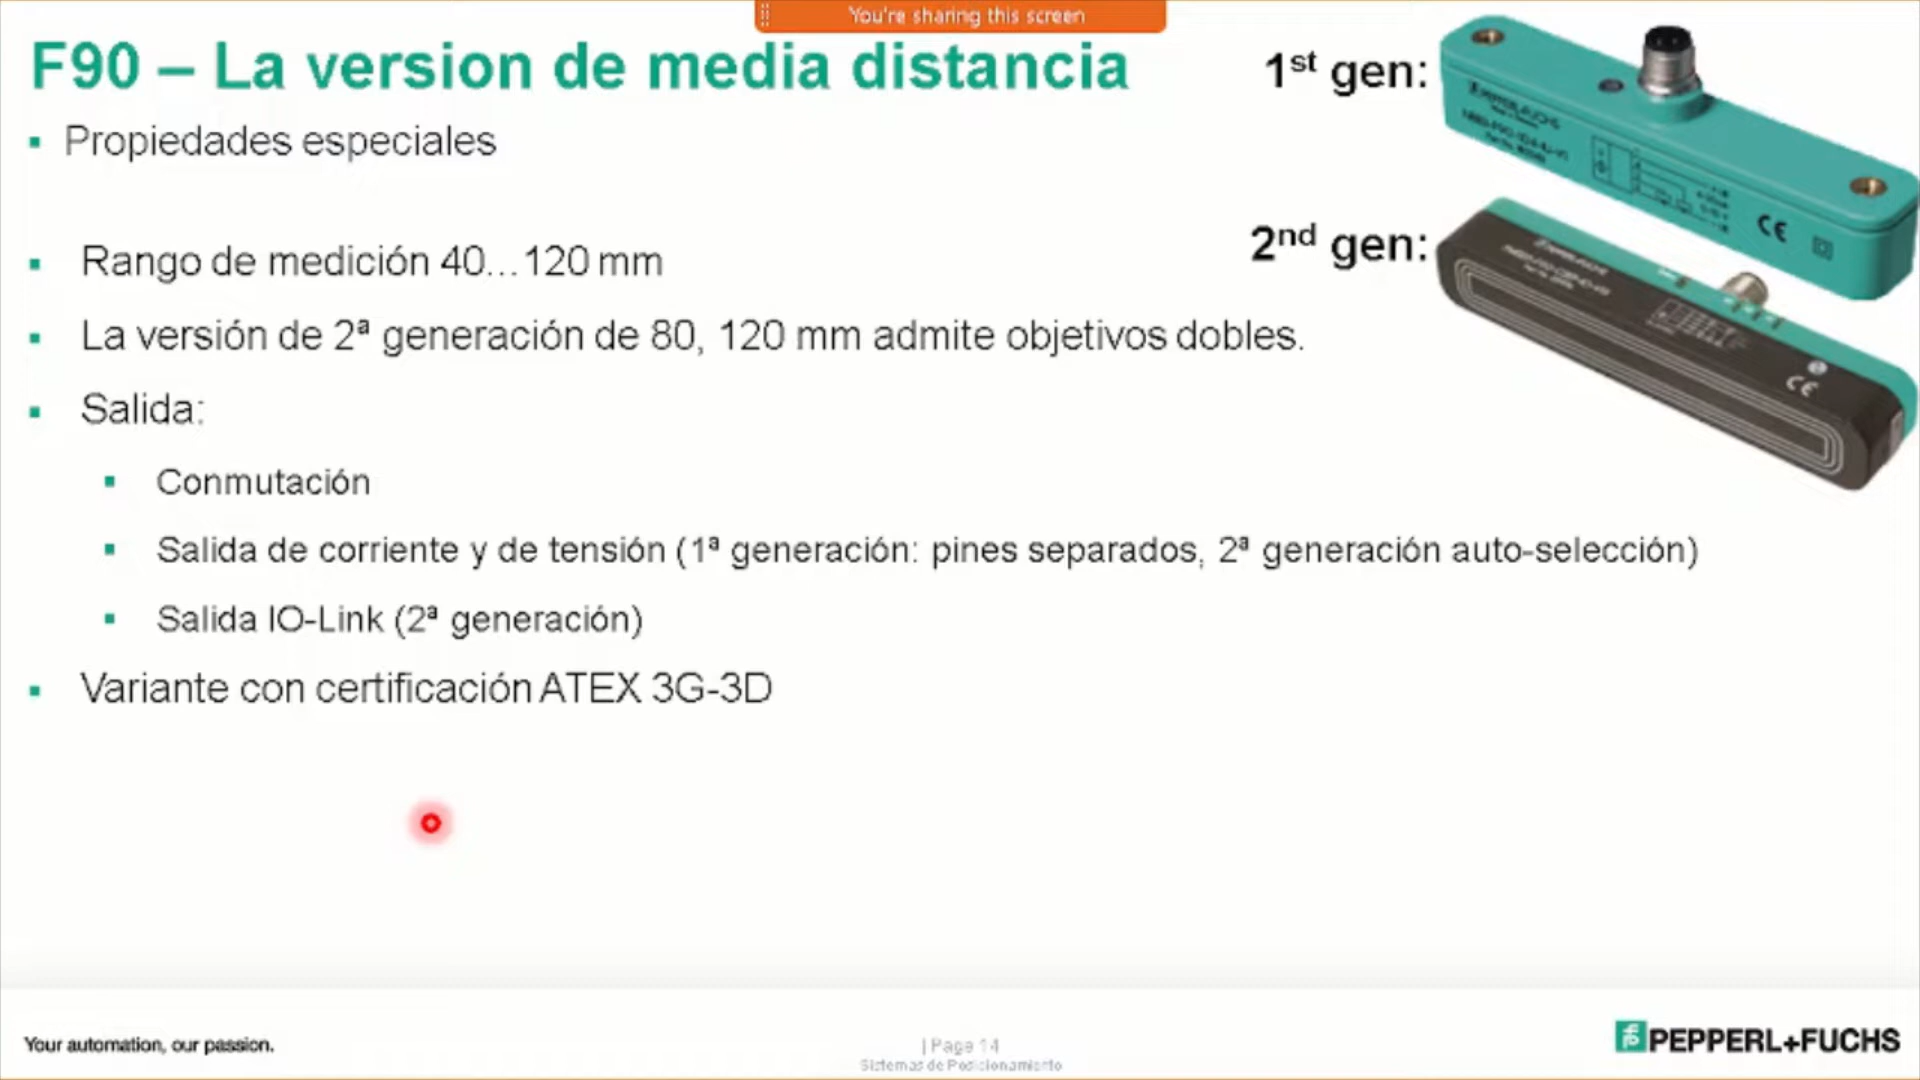 You're sharing this screen
F90 – La version de media distancia
1st gen:
Propiedades especiales
2nd gen:
Rango de medición 40...120 mm
La versión de 2ª generación de 80, 120 mm admite objetivos dobles.
Salida:
Conmutación
Salida de corriente y de tensión (1ª generación: pines separados, 2ª generación auto-selección)
Salida IO-Link (2ª generación)
Variante con certificación ATEX 3G-3D
CE
CE
Your automation, our passion.
| Page 14
Sistemas de Posicionamiento
PEPPERL+FUCHS